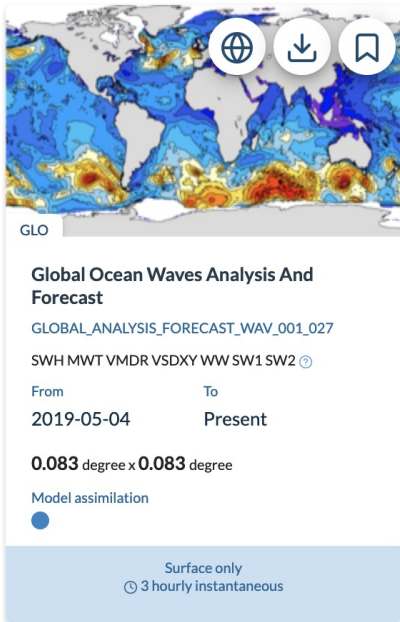 GLO
Global Ocean Waves Analysis And
Forecast
GLOBAL_ANALYSIS_FORECAST_WAV_001_027
SWH MWT VMDR VSDXY WW SW1 SW2 ?
From To
2019-05-04 Present
0.083 degree x 0.083 degree
Model assimilation
Surface only
3 hourly instantaneous